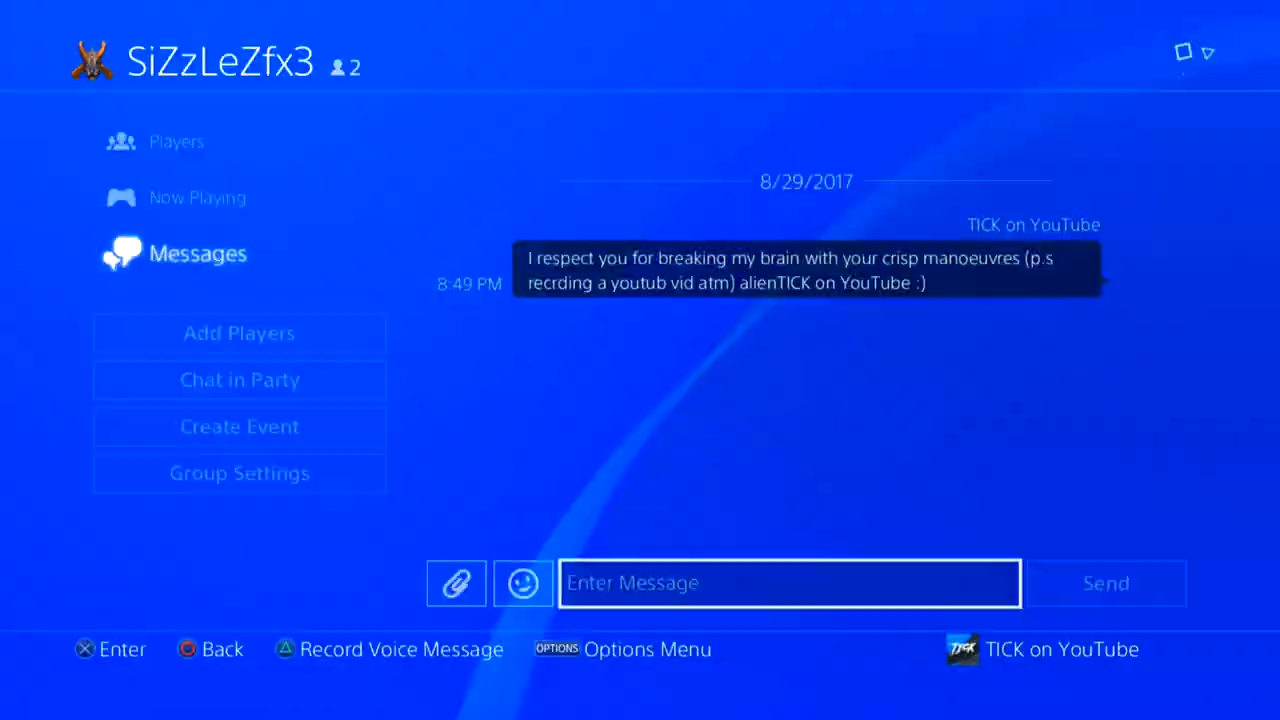 SiZzLeZfx3 2
Players
Now Playing
Messages
Add Players
Chat in Party
Create Event
Group Settings
8/29/2017
TICK on YouTube
I respect you for breaking my brain with your crisp manoeuvres (p.s
recrding a youtub vid atm) alienTICK on YouTube :)
8:49 PM
Enter Message
Send
Enter Back Record Voice Message OPTIONS Options Menu TICK TICK on YouTube